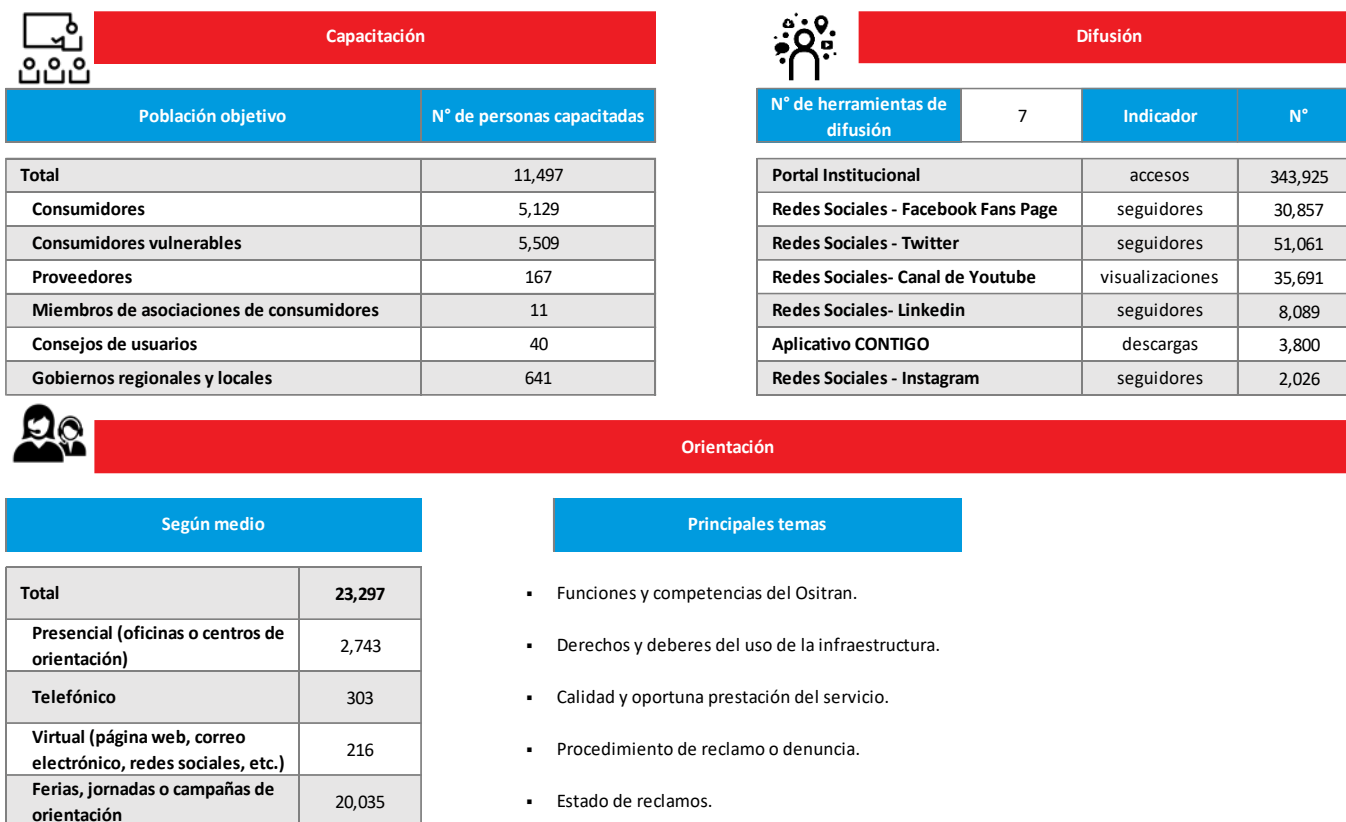 Capacitación
Población objetivo N° de personas capacitadas
Total 11,497
Consumidores 5,129
Consumidores vulnerables 5,509
Proveedores 167
Miembros de asociaciones de consumidores 11
Consejos de usuarios 40
Gobiernos regionales y locales 641
Difusión
N° de herramientas de
difusión
7 Indicador N°
Portal Institucional accesos 343,925
Redes Sociales - Facebook Fans Page seguidores 30,857
Redes Sociales - Twitter seguidores 51,061
Redes Sociales- Canal de Youtube visualizaciones 35,691
Redes Sociales- Linkedin seguidores 8,089
Aplicativo CONTIGO descargas 3,800
Redes Sociales - Instagram seguidores 2,026
Orientación
Según medio
Total 23,297
Presencial (oficinas o centros de
orientación) 2,743
Telefónico 303
Virtual (página web, correo
electrónico, redes sociales, etc.) 216
Ferias, jornadas o campañas de
orientación 20,035
Principales temas
▪ Funciones y competencias del Ositran.
▪ Derechos y deberes del uso de la infraestructura.
▪ Calidad y oportuna prestación del servicio.
▪ Procedimiento de reclamo o denuncia.
▪ Estado de reclamos.